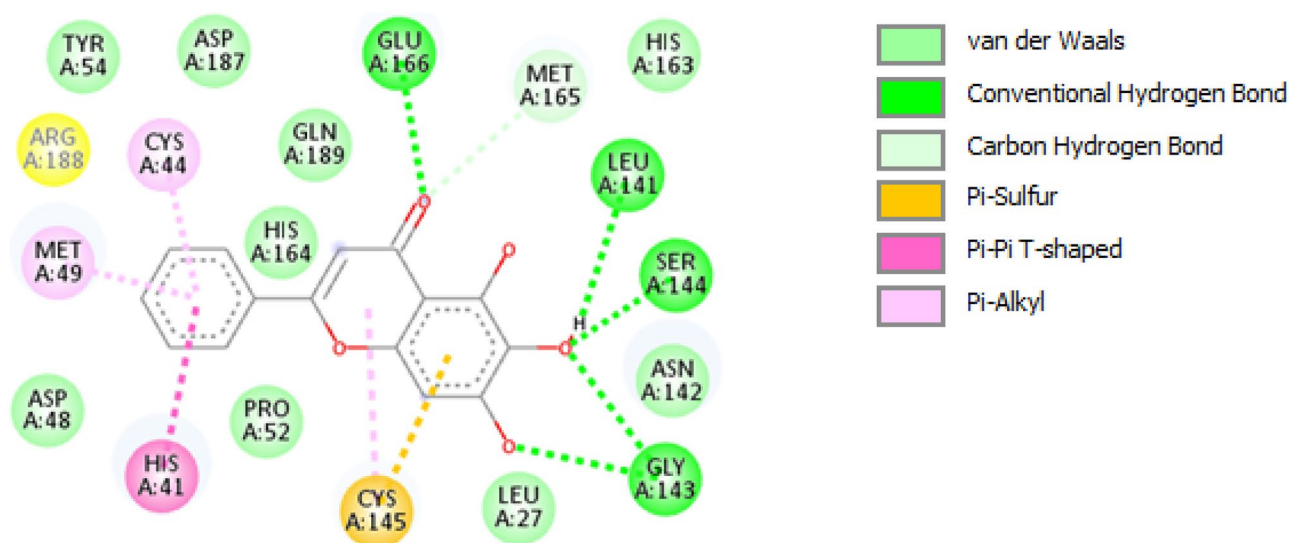 TYR
A:54
ASP
A:187
GLU
A:166
MET
A:165
HIS
A:163
ARG
A:188
CYS
A:44
GLN
A:189
LEU
A:141
O
O
MET
A:49
HIS
A:164
SER
A:144
H
O
O
ASN
A:142
ASP
A:48
PRO
A:52
O
HIS
A:41
CYS
A:145
LEU
A:27
GLY
A:143
van der Waals
Conventional Hydrogen Bond
Carbon Hydrogen Bond
Pi-Sulfur
Pi-Pi T-shaped
Pi-Alkyl